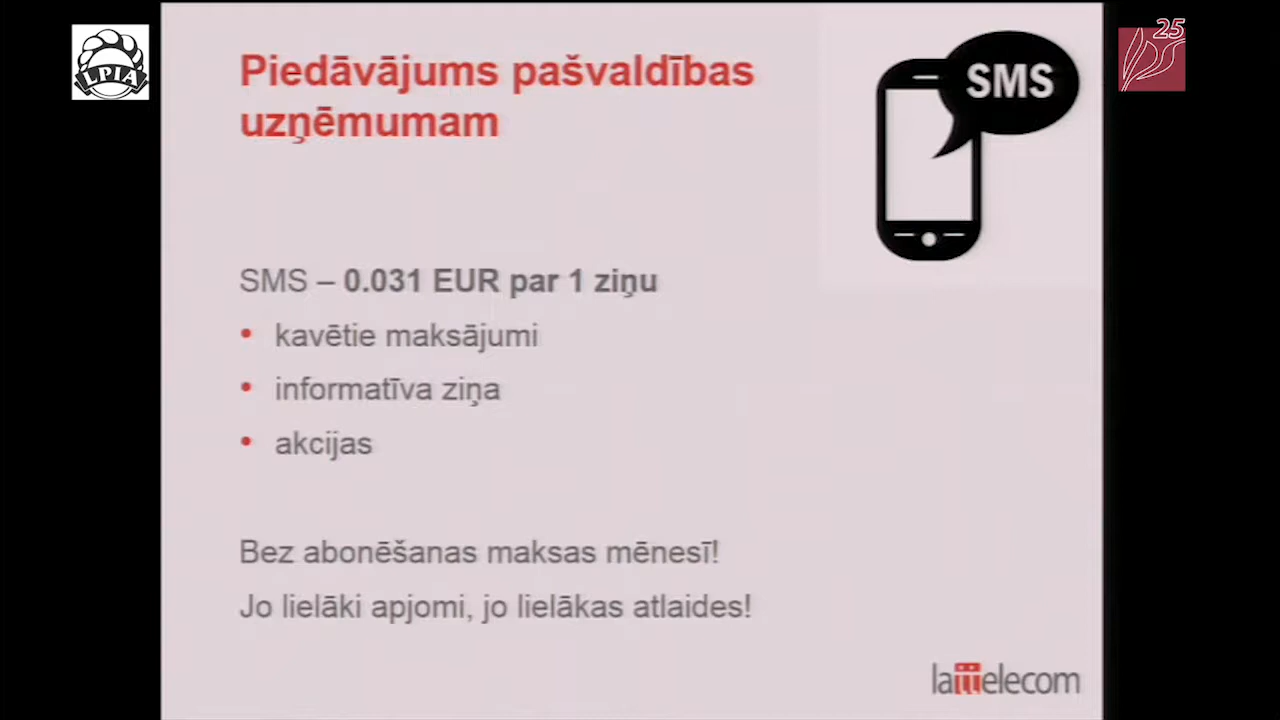 LPIA
25
SMS
Piedāvājums pašvaldības
uzņēmumam
SMS – 0.031 EUR par 1 ziņu
• kavētie maksājumi
• informatīva ziņa
• akcijas
Bez abonēšanas maksas mēnesī!
Jo lielāki apjomi, jo lielākas atlaides!
lattelecom